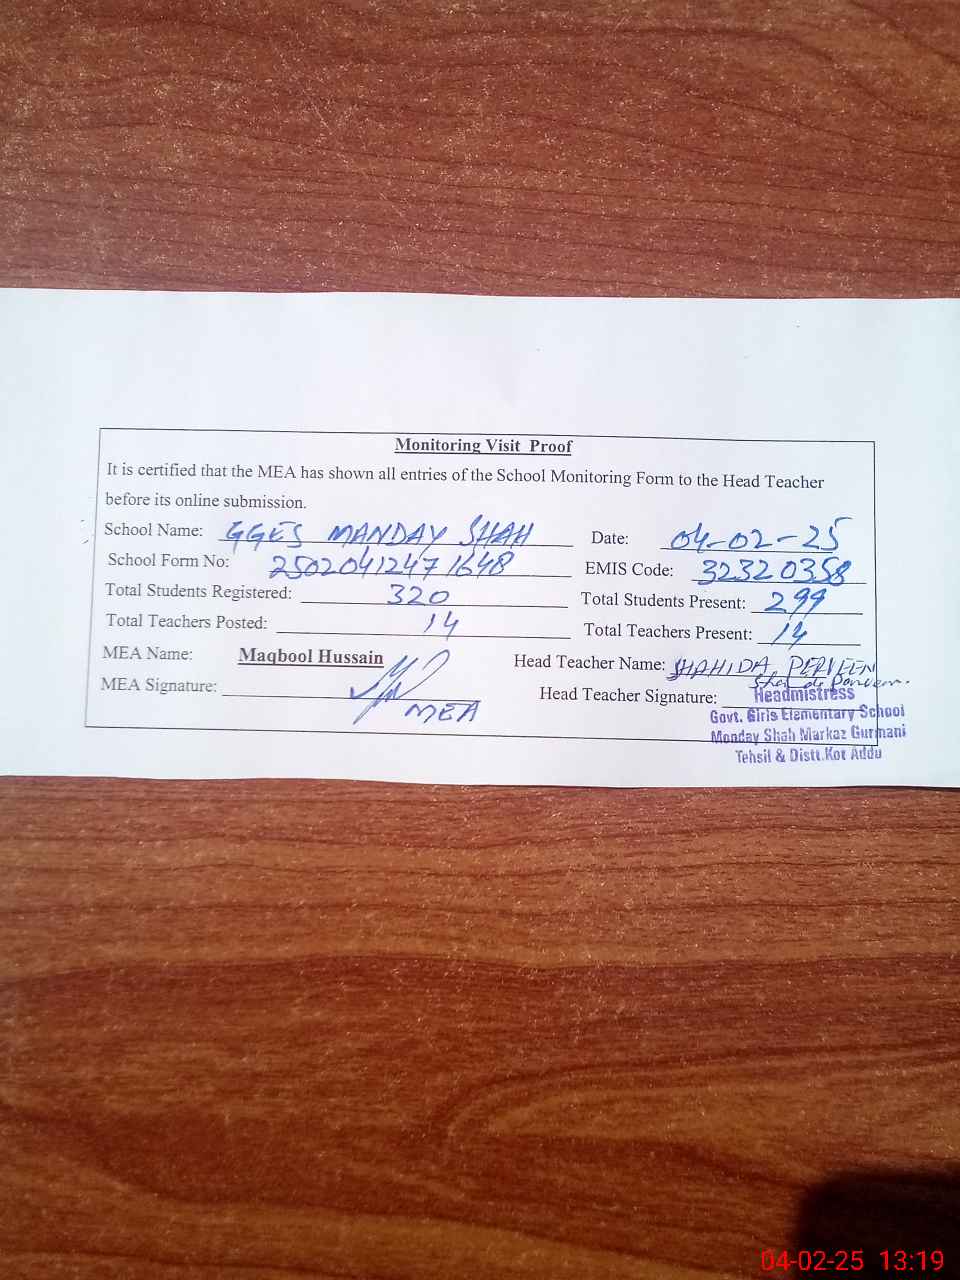 Monitoring Visit Proof
It is certified that the MEA has shown all entries of the School Monitoring Form to the Head Teacher
before its online submission.
School Name: GGES MANDAY SHAH Date: 04-02-25
School Form No: 2502041247 1648 EMIS Code: 32320358
Total Students Registered: 320 Total Students Present: 299
Total Teachers Posted: 14 Total Teachers Present: 14
MEA Name: Maqbool Hussain Head Teacher Name: SHAHIDA PERVEEN
MEA Signature: MEA Head Teacher Signature:
Headmistress
Govt. Girls Elementary School
Monday Shah Markaz Gurmani
Tehsil & Distt.Kot Addu
04-02-25 13:19